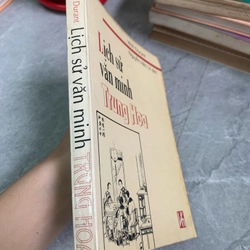 Durant
Lịch sử văn minh
TRUNG HOA
Lịch sử
văn minh
Trung Hoa